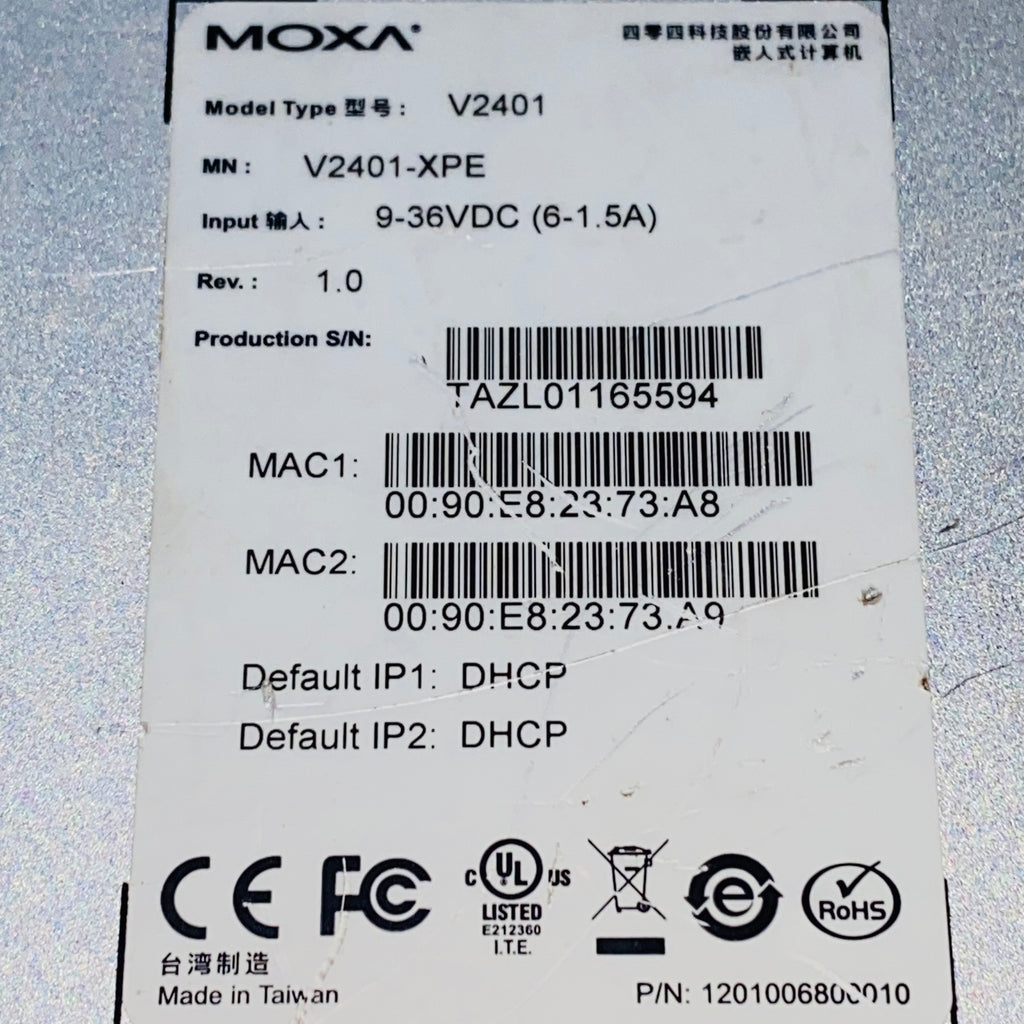 MOXA®
四零四科技股份有限公司
嵌入式计算机
Model Type 型号： V2401
MN： V2401-XPE
Input 输入： 9-36VDC (6-1.5A)
Rev.： 1.0
Production S/N:
TAZL01165594
MAC1:
00:90:E8:23:73:A8
MAC2:
00:90:E8:23:73:A9
Default IP1: DHCP
Default IP2: DHCP
CE FC c UL US e RoHS
LISTED
E212360
I.T.E.
台湾制造
Made in Taiwan
P/N: 1201006800010